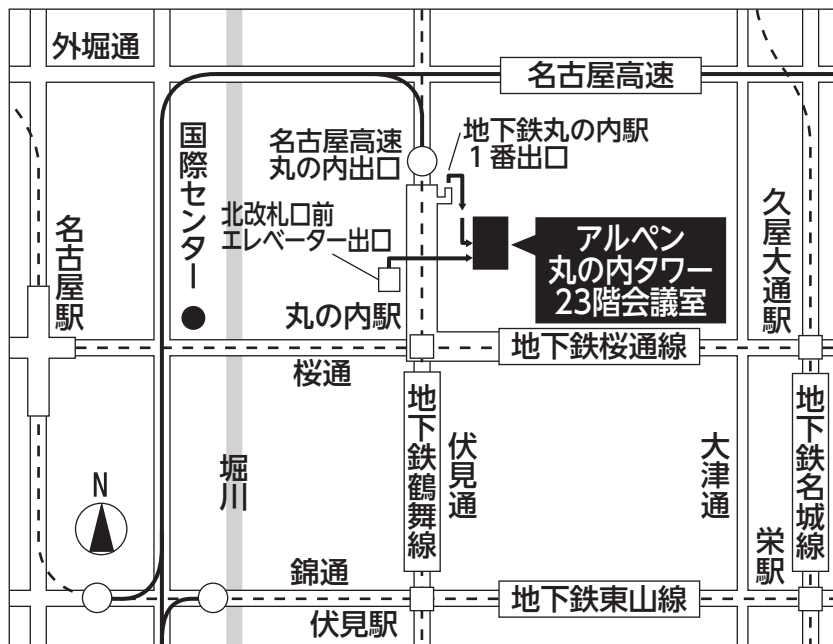 外堀通
名古屋高速
国際センター
名古屋高速
丸の内出口
地下鉄丸の内駅
1番出口
北改札口前
エレベーター出口
アルペン
丸の内タワー
23階会議室
久屋大通駅
名古屋駅
丸の内駅
地下鉄桜通線
桜通
地下鉄鶴舞線
伏見通
大津通
地下鉄名城線
堀川
N
栄駅
錦通
地下鉄東山線
伏見駅